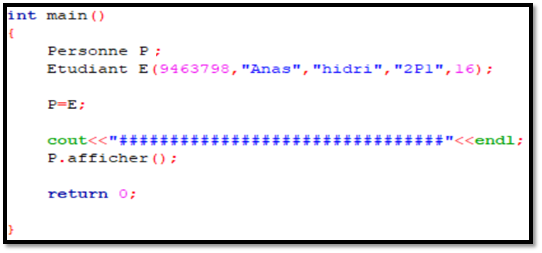 int main()
{
Personne P ;
Etudiant E(9463798,"Anas","hidri","2P1",16);
P=E;
cout<<"################################"<<endl;
P.afficher();
return 0;
}